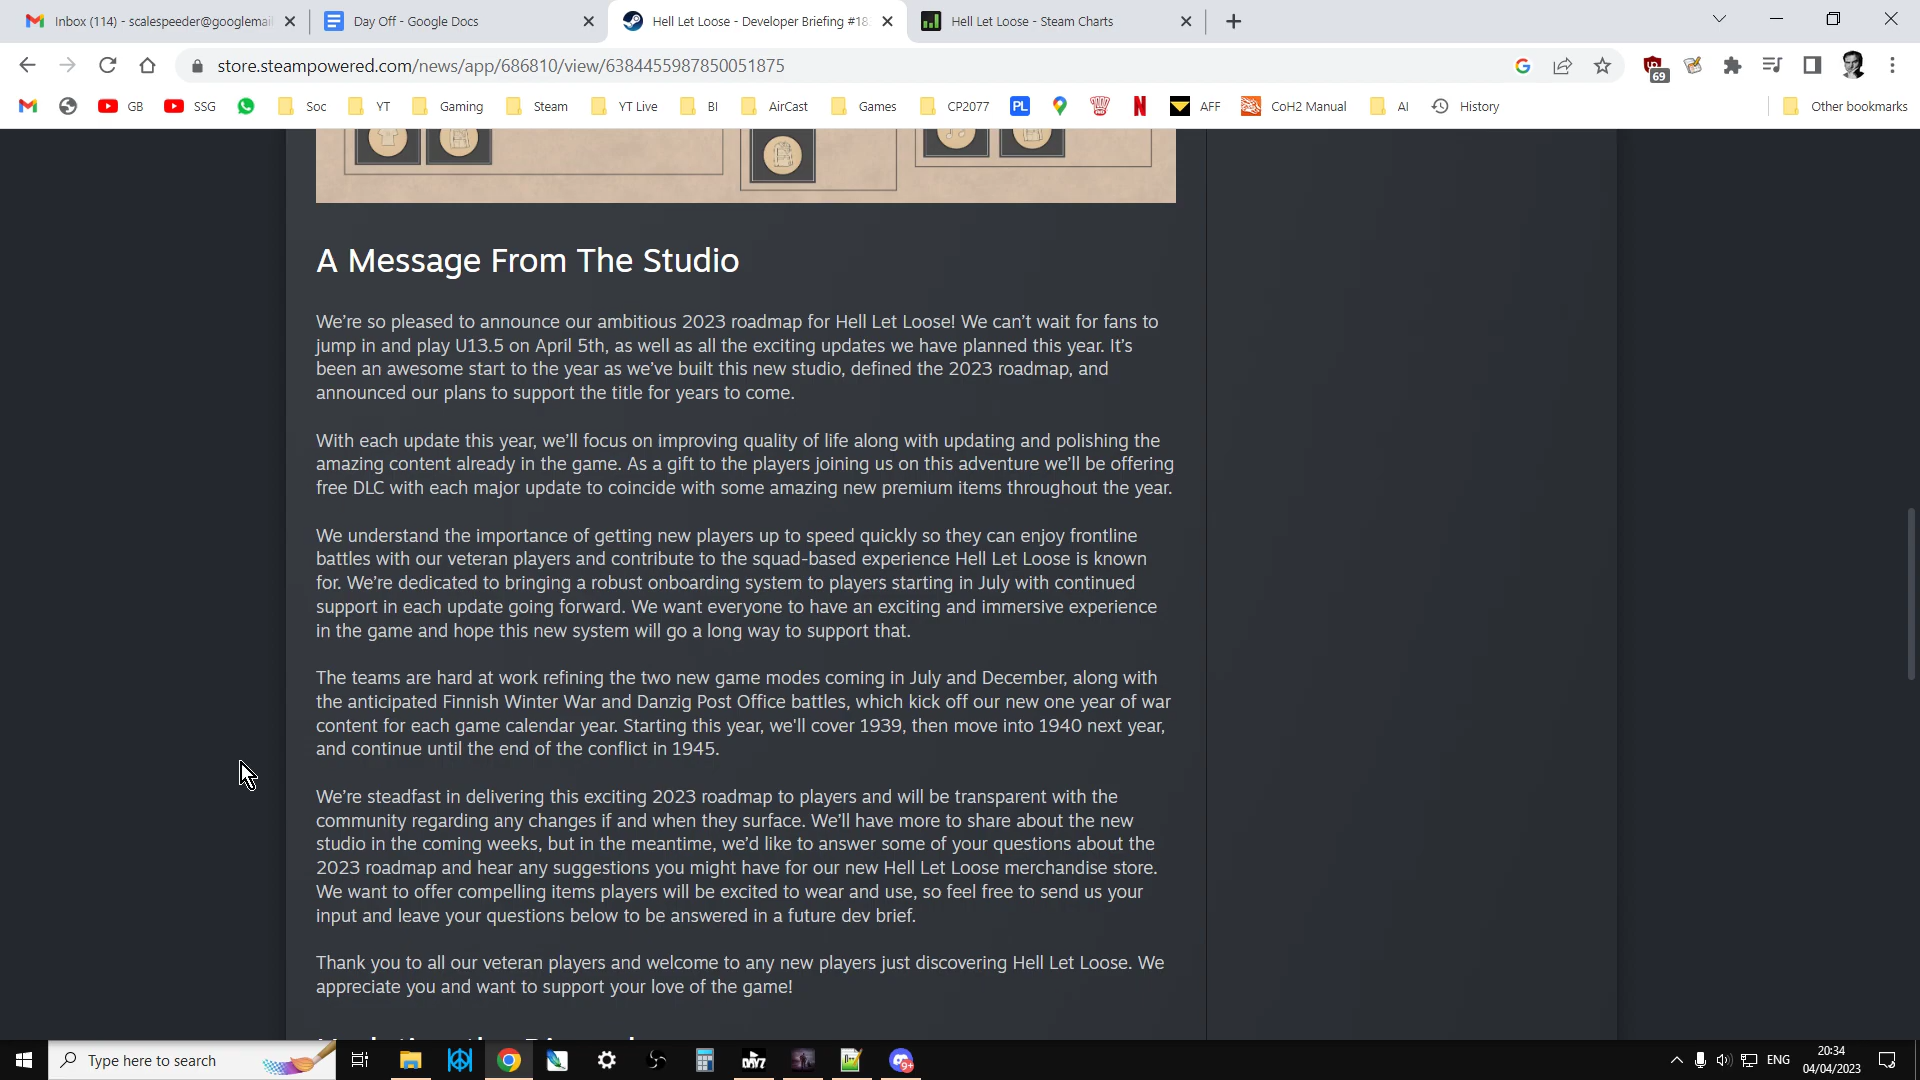 Inbox (114) - scalespeeder@googlemai
Day Off - Google Docs
Hell Let Loose - Developer Briefing #18
Hell Let Loose - Steam Charts
store.steampowered.com/news/app/686810/view/6384455987850051875
69
GB
SSG
Soc
YT
Gaming
Steam
YT Live
BI
AirCast
Games
CP2077
PL
AFF
CoH2 Manual
AI
History
Other bookmarks
A Message From The Studio
We're so pleased to announce our ambitious 2023 roadmap for Hell Let Loose! We can't wait for fans to
jump in and play U13.5 on April 5th, as well as all the exciting updates we have planned this year. It's
been an awesome start to the year as we've built this new studio, defined the 2023 roadmap, and
announced our plans to support the title for years to come.
With each update this year, we'll focus on improving quality of life along with updating and polishing the
amazing content already in the game. As a gift to the players joining us on this adventure we'll be offering
free DLC with each major update to coincide with some amazing new premium items throughout the year.
We understand the importance of getting new players up to speed quickly so they can enjoy frontline
battles with our veteran players and contribute to the squad-based experience Hell Let Loose is known
for. We're dedicated to bringing a robust onboarding system to players starting in July with continued
support in each update going forward. We want everyone to have an exciting and immersive experience
in the game and hope this new system will go a long way to support that.
The teams are hard at work refining the two new game modes coming in July and December, along with
the anticipated Finnish Winter War and Danzig Post Office battles, which kick off our new one year of war
content for each game calendar year. Starting this year, we'll cover 1939, then move into 1940 next year,
and continue until the end of the conflict in 1945.
We're steadfast in delivering this exciting 2023 roadmap to players and will be transparent with the
community regarding any changes if and when they surface. We'll have more to share about the new
studio in the coming weeks, but in the meantime, we'd like to answer some of your questions about the
2023 roadmap and hear any suggestions you might have for our new Hell Let Loose merchandise store.
We want to offer compelling items players will be excited to wear and use, so feel free to send us your
input and leave your questions below to be answered in a future dev brief.
Thank you to all our veteran players and welcome to any new players just discovering Hell Let Loose. We
appreciate you and want to support your love of the game!
Type here to search
DAY7
9+
ENG
20:34
04/04/2023